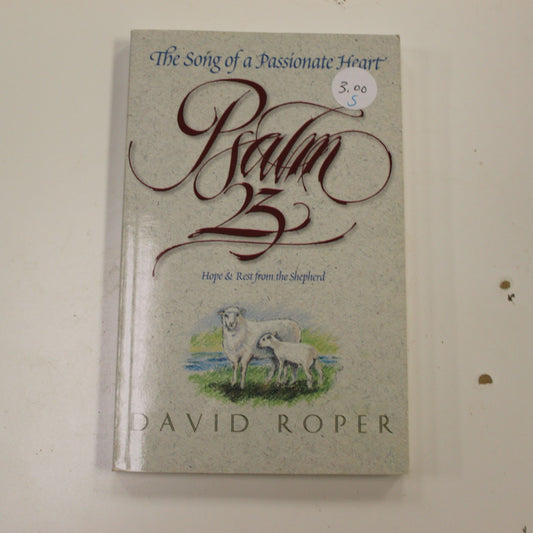 The Song of a Passionate Heart
3.00
S
Psalm
23
Hope & Rest from the Shepherd
DAVID ROPER